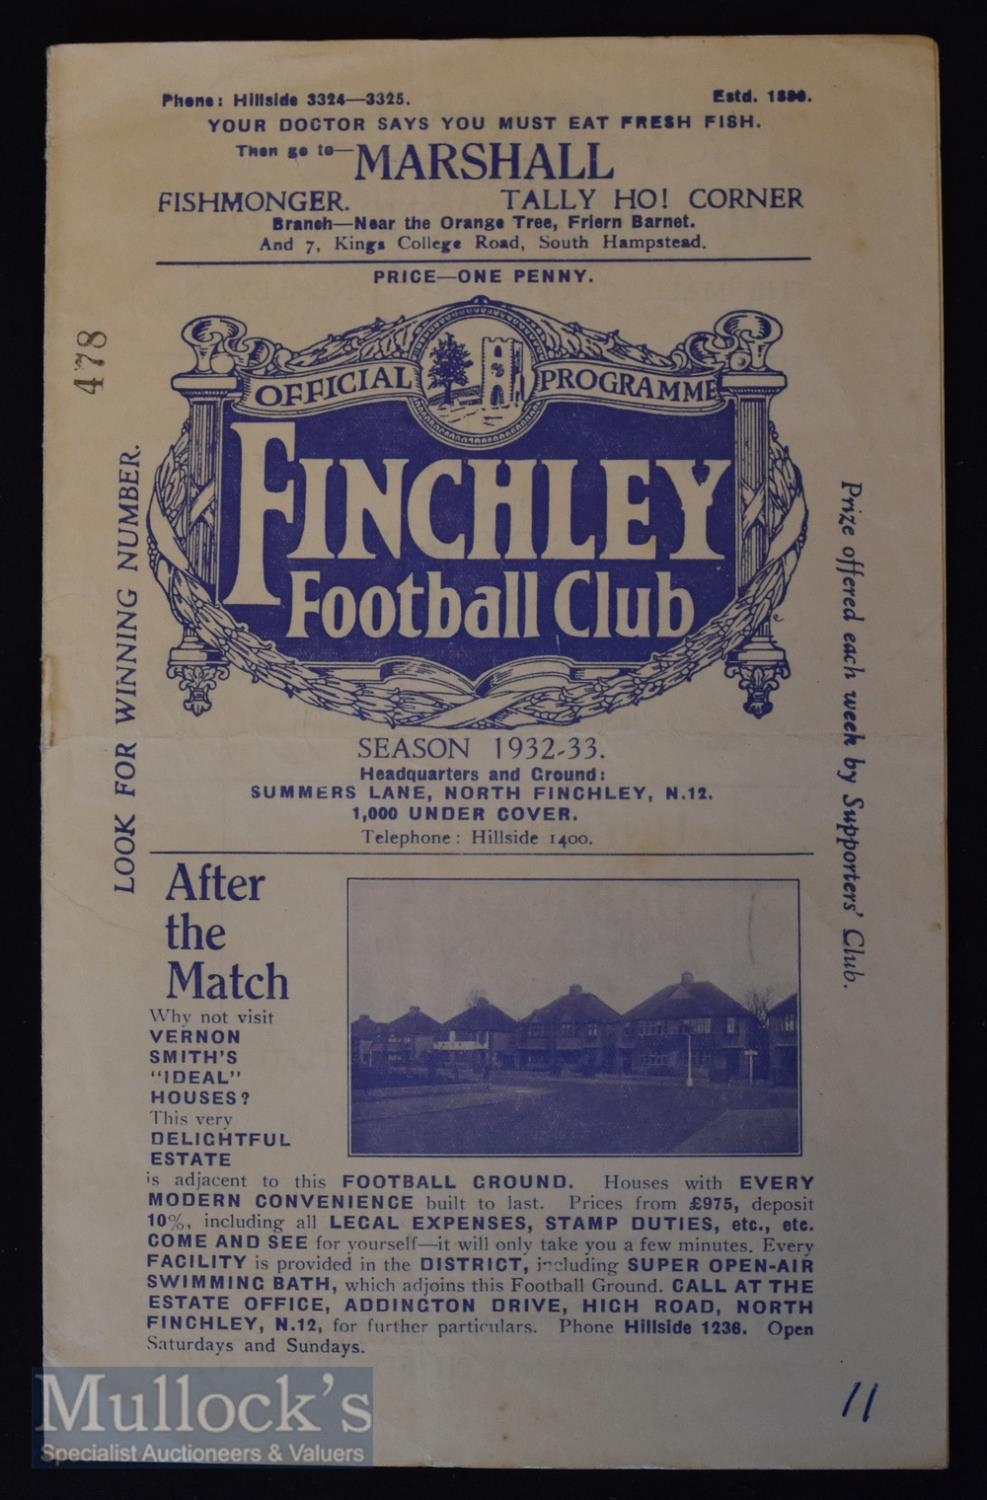 Phone: Hillside 3324—3325.
Estd.
YOUR DOCTOR SAYS YOU MUST EAT FRESH FISH.
Then go to—MARSHALL
FISHMONGER. TALLY HO! CORNER
Branch—Near the Orange Tree, Friern Barnet.
And 7, Kings College Road, South Hampstead.
PRICE—ONE PENNY.
478
LOOK FOR WINNING NUMBER.
OFFICIAL PROGRAMME
FINCHLEY
Football Club
Prize offered each week by Supporters' Club.
SEASON 1932-33.
Headquarters and Ground:
SUMMERS LANE, NORTH FINCHLEY, N.12.
1,000 UNDER COVER.
Telephone: Hillside 1400.
After
the
Match
Why not visit
VERNON
SMITH'S
"IDEAL"
HOUSES?
This very
DELIGHTFUL
ESTATE
is adjacent to this FOOTBALL GROUND. Houses with EVERY
MODERN CONVENIENCE built to last. Prices from £975, deposit
10%, including all LEGAL EXPENSES, STAMP DUTIES, etc., etc.
COME AND SEE for yourself—it will only take you a few minutes. Every
FACILITY is provided in the DISTRICT, including SUPER OPEN-AIR
SWIMMING BATH, which adjoins this Football Ground. CALL AT THE
ESTATE OFFICE, ADDINGTON DRIVE, HIGH ROAD, NORTH
FINCHLEY, N.12, for further particulars. Phone Hillside 1236. Open
Saturdays and Sundays.
11
Mullock's
Specialist Auctioneers & Valuers